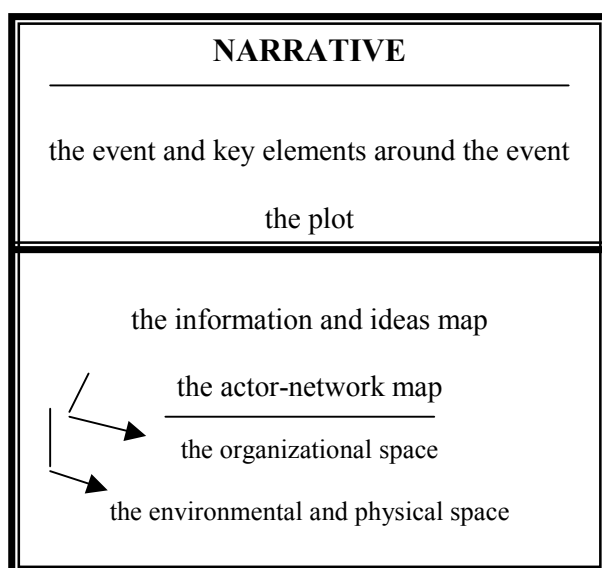 NARRATIVE
the event and key elements around the event
the plot
the information and ideas map
the actor-network map
the organizational space
the environmental and physical space